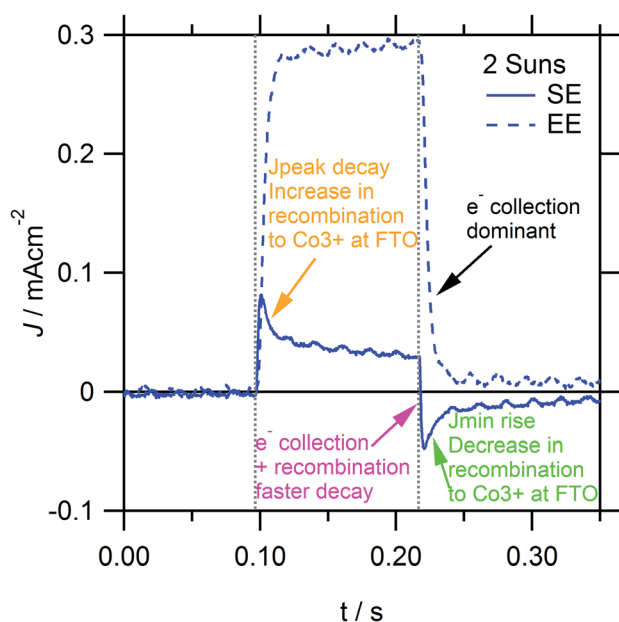 0.3
0.2
0.1
0
-0.1
J / mAcm-2
2 Suns
SE
EE
Jpeak decay
Increase in
recombination
to Co3+ at FTO
e- collection
dominant
e- collection
+ recombination
faster decay
Jmin rise
Decrease in
recombination
to Co3+ at FTO
0.00
0.10
0.20
0.30
t / s